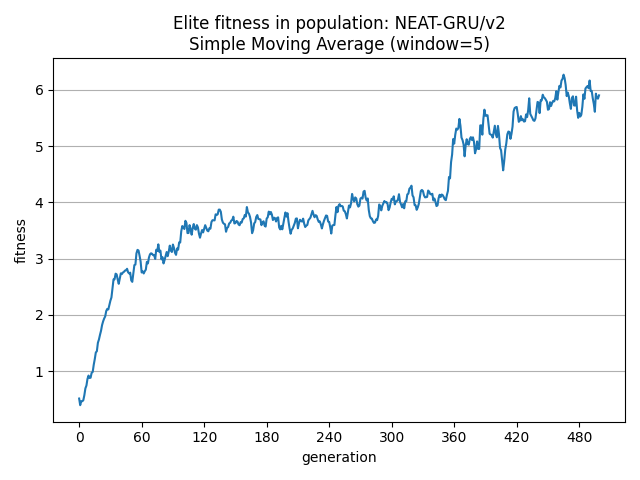 Elite fitness in population: NEAT-GRU/v2
Simple Moving Average (window=5)
fitness
6
5
4
3
2
1
0 60 120 180 240 300 360 420 480
generation